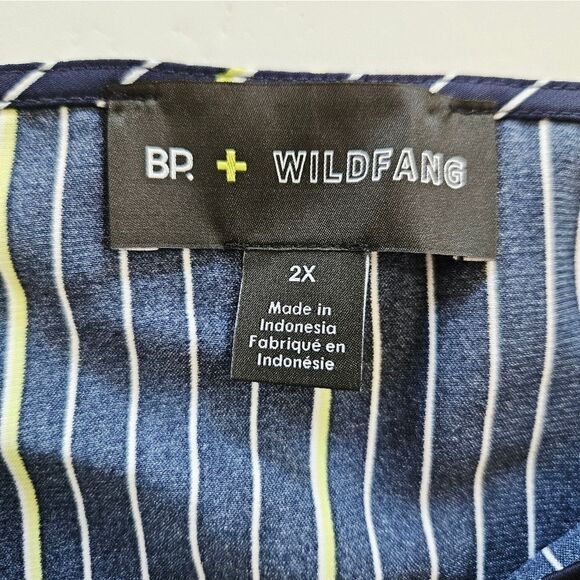 BP. + WILDFANG
2X
Made in
Indonesia
Fabriqué en
Indonésie